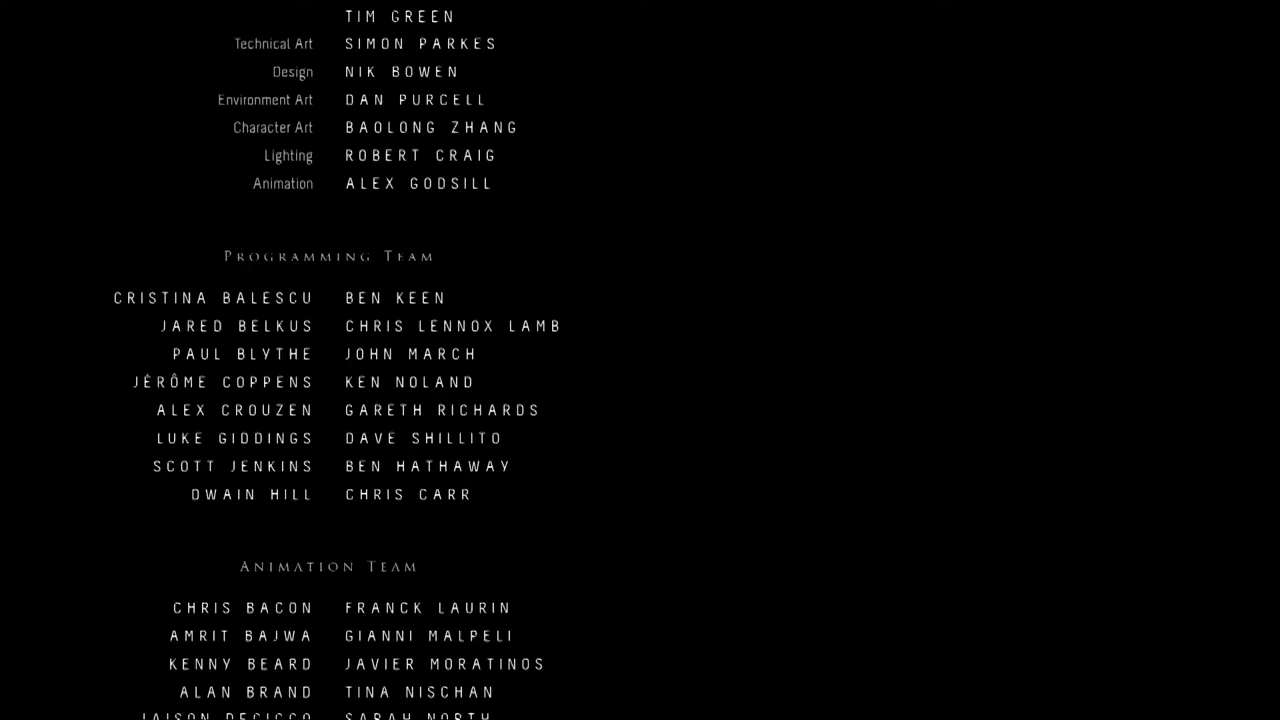 TIM GREEN
Technical Art SIMON PARKES
Design NIK BOWEN
Environment Art DAN PURCELL
Character Art BAOLONG ZHANG
Lighting ROBERT CRAIG
Animation ALEX GODSILL
PROGRAMMING TEAM
CRISTINA BALESCU BEN KEEN
JARED BELKUS CHRIS LENNOX LAMB
PAUL BLYTHE JOHN MARCH
JÉRÔME COPPENS KEN NOLAND
ALEX CROUZEN GARETH RICHARDS
LUKE GIDDINGS DAVE SHILLITO
SCOTT JENKINS BEN HATHAWAY
DWAIN HILL CHRIS CARR
ANIMATION TEAM
CHRIS BACON FRANCK LAURIN
AMRIT BAJWA GIANNI MALPELI
KENNY BEARD JAVIER MORATINOS
ALAN BRAND TINA NISCHAN
JAISON DECICCO SARAH NORTH